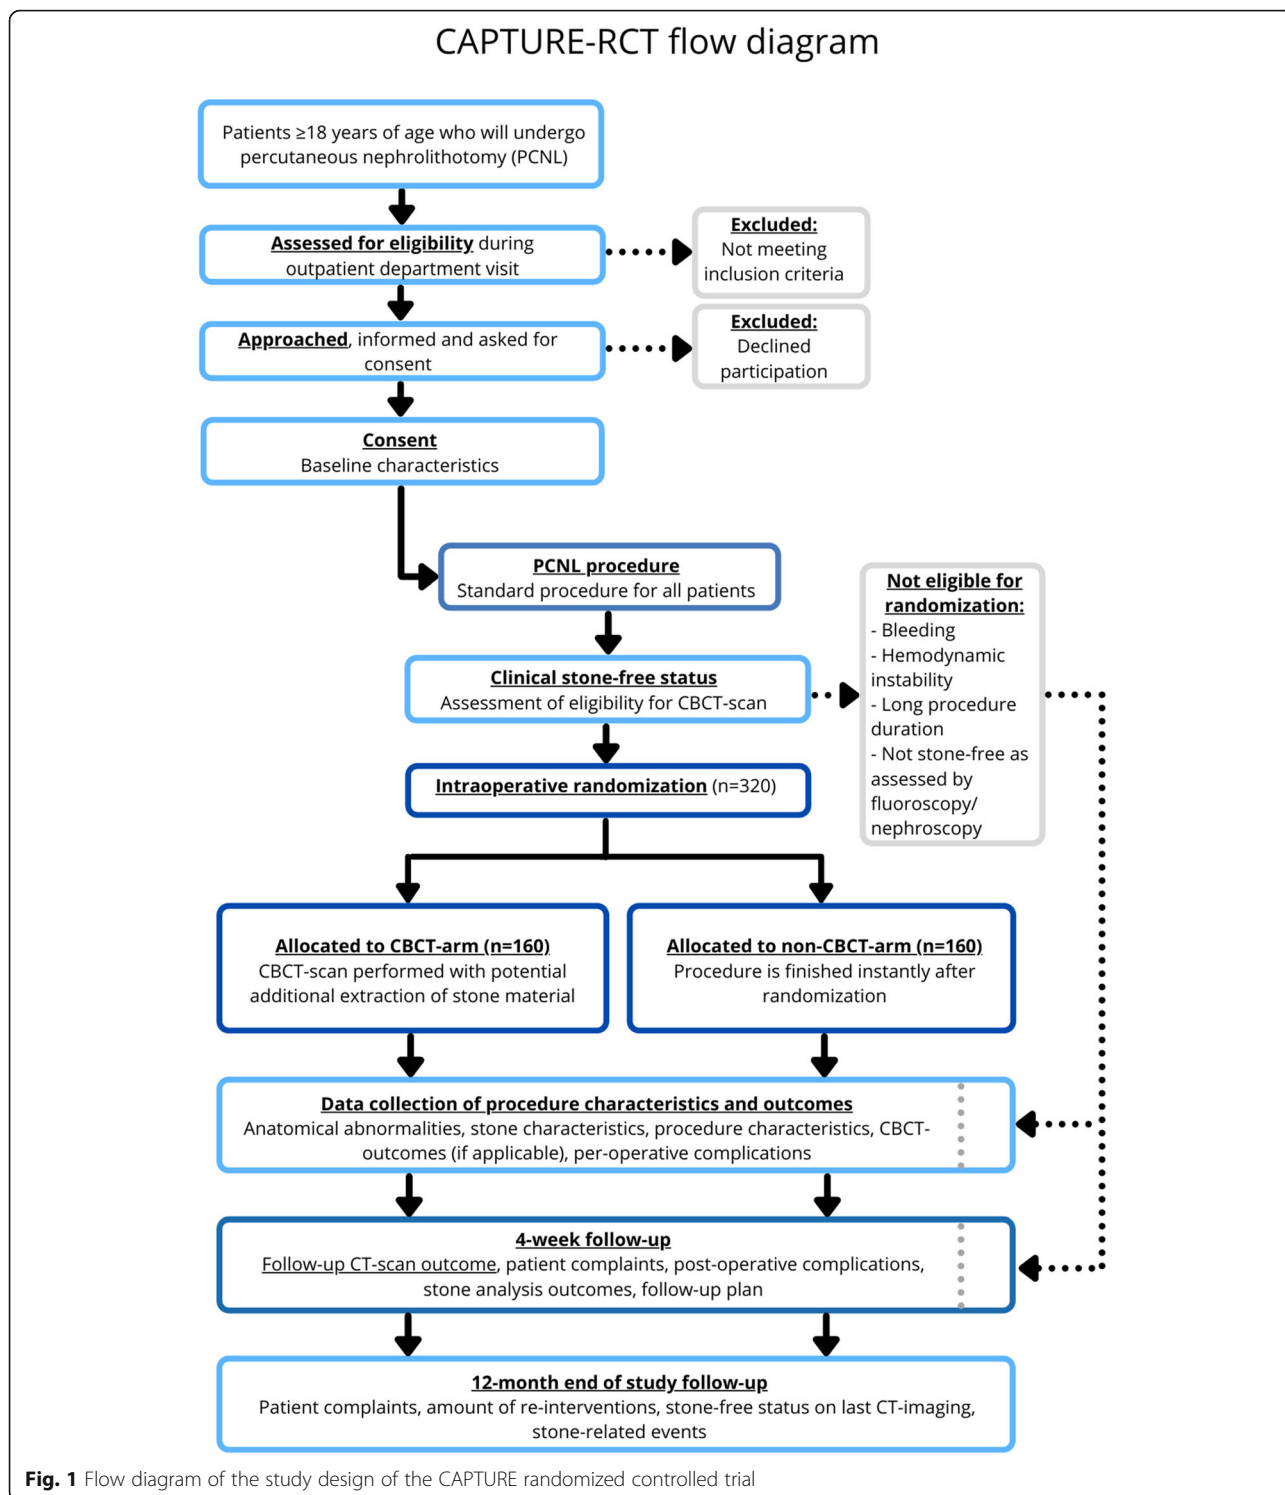 CAPTURE-RCT flow diagram
Patients ≥18 years of age who will undergo
percutaneous nephrolithotomy (PCNL)
Assessed for eligibility during
outpatient department visit
Excluded:
Not meeting
inclusion criteria
Approached, informed and asked for
consent
Excluded:
Declined
participation
Consent
Baseline characteristics
PCNL procedure
Standard procedure for all patients
Clinical stone-free status
Assessment of eligibility for CBCT-scan
Not eligible for
randomization:
- Bleeding
- Hemodynamic
instability
- Long procedure
duration
- Not stone-free as
assessed by
fluoroscopy/
nephroscopy
Intraoperative randomization (n=320)
Allocated to CBCT-arm (n=160)
CBCT-scan performed with potential
additional extraction of stone material
Allocated to non-CBCT-arm (n=160)
Procedure is finished instantly after
randomization
Data collection of procedure characteristics and outcomes
Anatomical abnormalities, stone characteristics, procedure characteristics, CBCT-
outcomes (if applicable), per-operative complications
4-week follow-up
Follow-up CT-scan outcome, patient complaints, post-operative complications,
stone analysis outcomes, follow-up plan
12-month end of study follow-up
Patient complaints, amount of re-interventions, stone-free status on last CT-imaging,
stone-related events
Fig. 1 Flow diagram of the study design of the CAPTURE randomized controlled trial